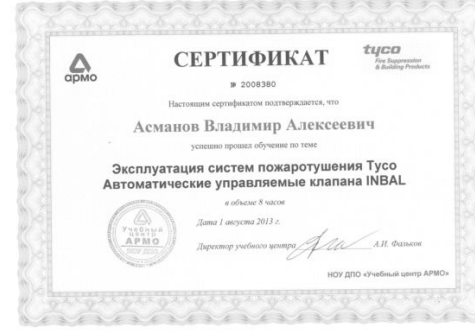 армо
СЕРТИФИКАТ
tyco
Fire Suppression
& Building Products
№ 2008380
Настоящим сертификатом подтверждается, что
Асманов Владимир Алексеевич
успешно прошел обучение по теме
Эксплуатация систем пожаротушения Tyco
Автоматические управляемые клапана INBAL
в объеме 8 часов
Дата 1 августа 2013 г.
Учебный
центр
АРМО
НОУ ДПО
Директор учебного центра
А.И. Фальков
НОУ ДПО «Учебный центр АРМО»